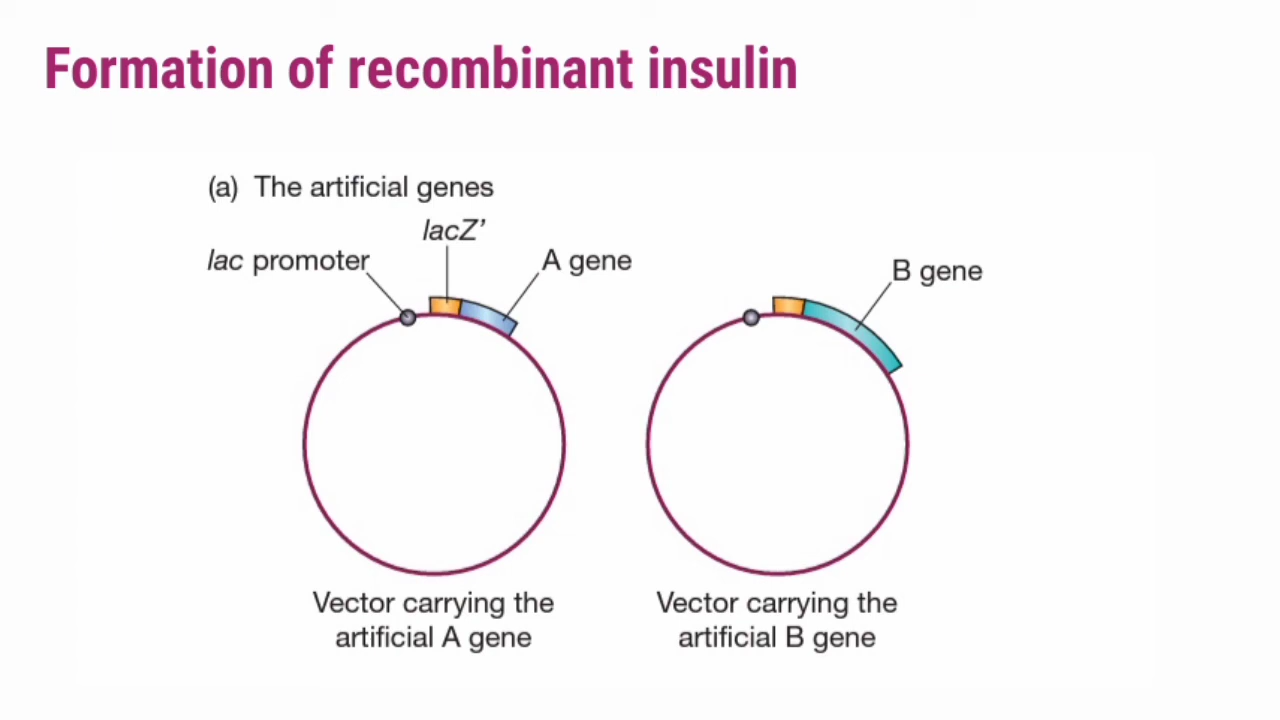 Formation of recombinant insulin
(a) The artificial genes
lacZ’
lac promoter
A gene
B gene
Vector carrying the
artificial A gene
Vector carrying the
artificial B gene